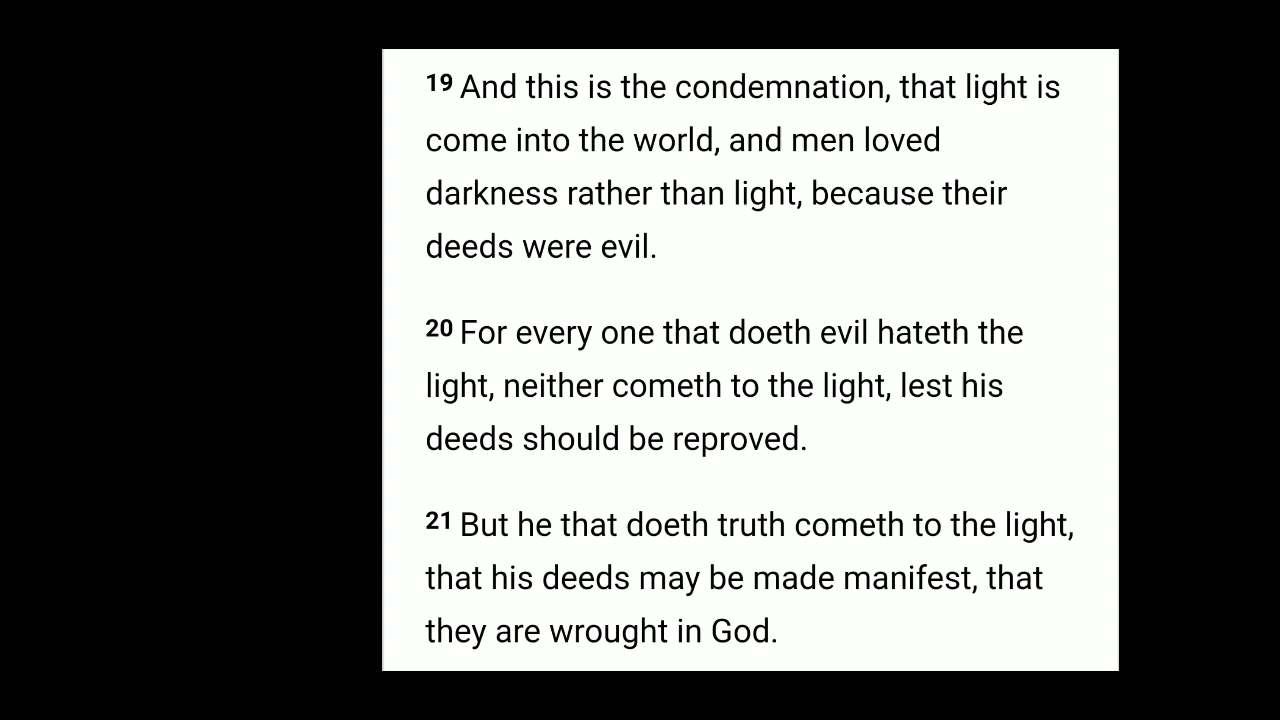 19 And this is the condemnation, that light is
come into the world, and men loved
darkness rather than light, because their
deeds were evil.
20 For every one that doeth evil hateth the
light, neither cometh to the light, lest his
deeds should be reproved.
21 But he that doeth truth cometh to the light,
that his deeds may be made manifest, that
they are wrought in God.